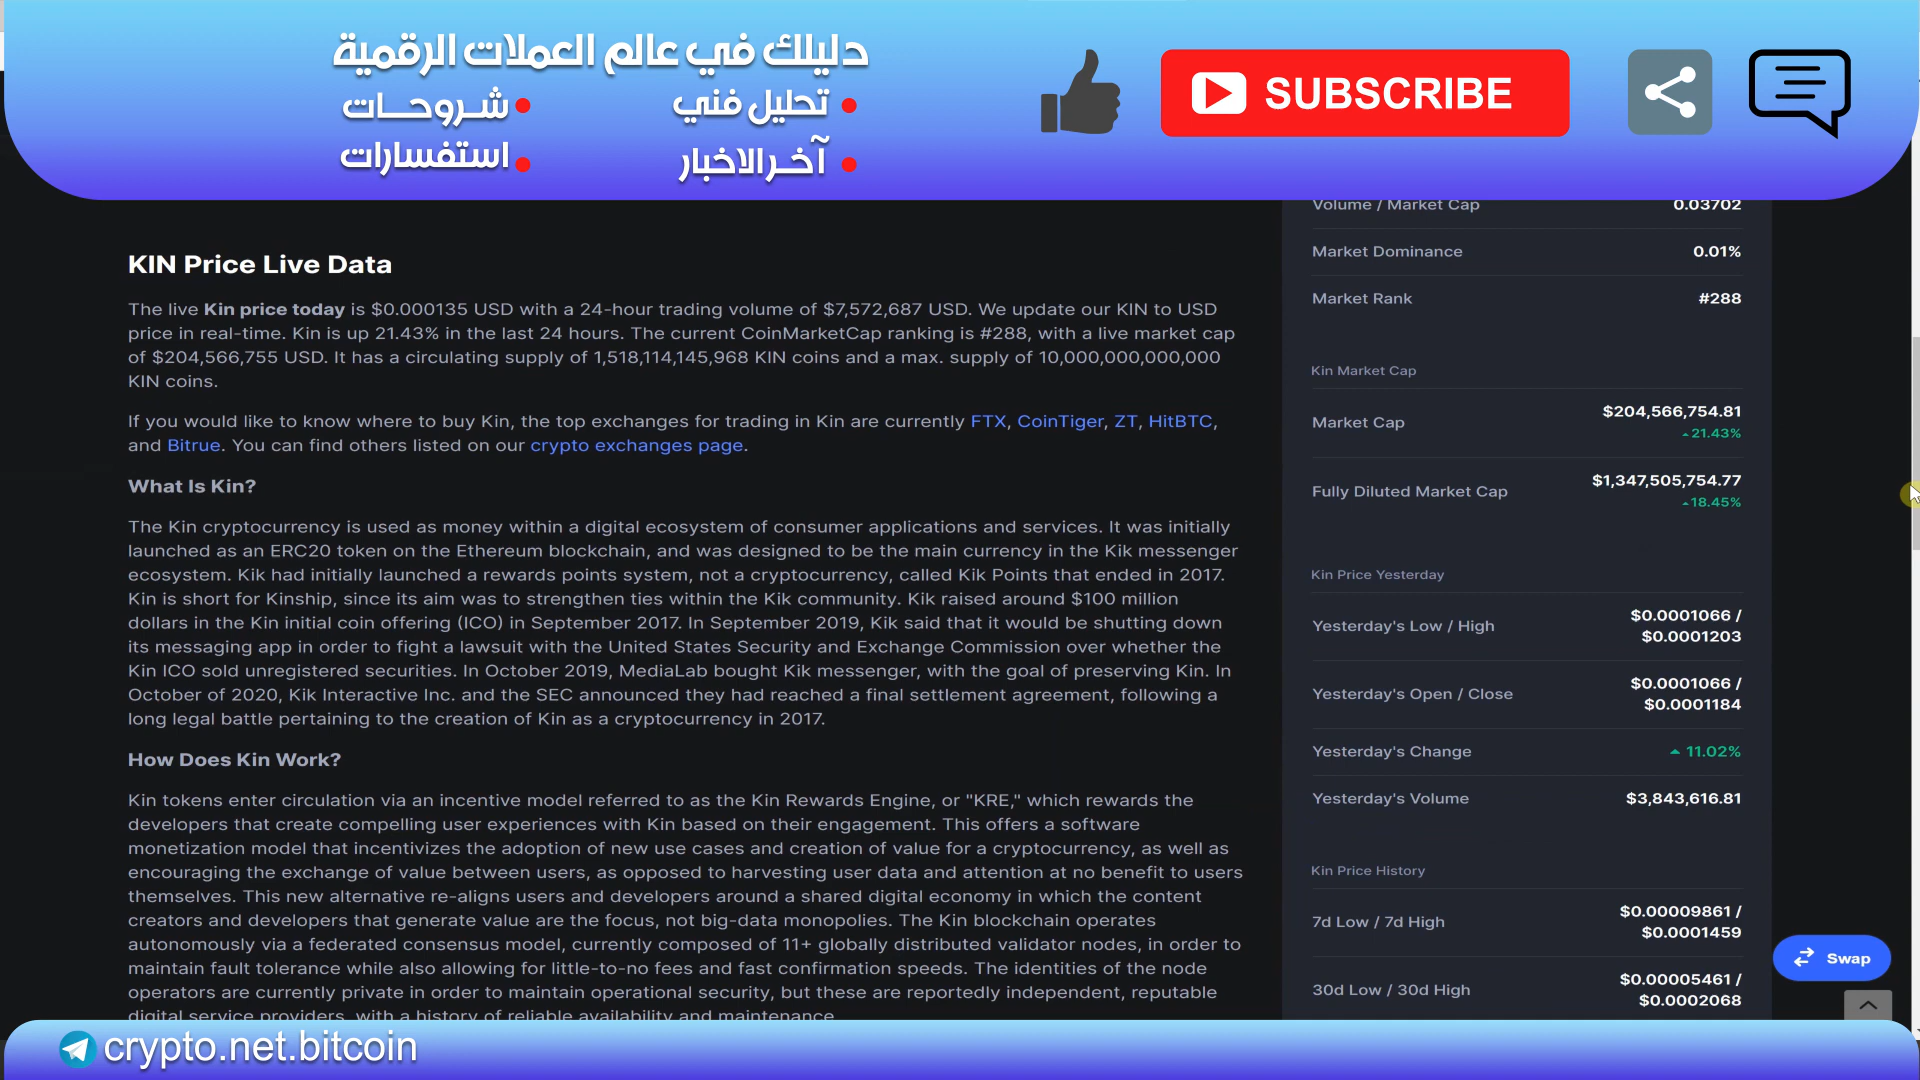 دليلك في عالم العملات الرقمية
تحليل فني
شروحات
آخر الاخبار
استفسارات
SUBSCRIBE
KIN Price Live Data
The live Kin price today is $0.000135 USD with a 24-hour trading volume of $7,572,687 USD. We update our KIN to USD
price in real-time. Kin is up 21.43% in the last 24 hours. The current CoinMarketCap ranking is #288, with a live market cap
of $204,566,755 USD. It has a circulating supply of 1,518,114,145,968 KIN coins and a max. supply of 10,000,000,000,000
KIN coins.
If you would like to know where to buy Kin, the top exchanges for trading in Kin are currently FTX, CoinTiger, ZT, HitBTC,
and Bitrue. You can find others listed on our crypto exchanges page.
What Is Kin?
The Kin cryptocurrency is used as money within a digital ecosystem of consumer applications and services. It was initially
launched as an ERC20 token on the Ethereum blockchain, and was designed to be the main currency in the Kik messenger
ecosystem. Kik had initially launched a rewards points system, not a cryptocurrency, called Kik Points that ended in 2017.
Kin is short for Kinship, since its aim was to strengthen ties within the Kik community. Kik raised around $100 million
dollars in the Kin initial coin offering (ICO) in September 2017. In September 2019, Kik said that it would be shutting down
its messaging app in order to fight a lawsuit with the United States Security and Exchange Commission over whether the
Kin ICO sold unregistered securities. In October 2019, MediaLab bought Kik messenger, with the goal of preserving Kin. In
October of 2020, Kik Interactive Inc. and the SEC announced they had reached a final settlement agreement, following a
long legal battle pertaining to the creation of Kin as a cryptocurrency in 2017.
How Does Kin Work?
Kin tokens enter circulation via an incentive model referred to as the Kin Rewards Engine, or "KRE," which rewards the
developers that create compelling user experiences with Kin based on their engagement. This offers a software
monetization model that incentivizes the adoption of new use cases and creation of value for a cryptocurrency, as well as
encouraging the exchange of value between users, as opposed to harvesting user data and attention at no benefit to users
themselves. This new alternative re-aligns users and developers around a shared digital economy in which the content
creators and developers that generate value are the focus, not big-data monopolies. The Kin blockchain operates
autonomously via a federated consensus model, currently composed of 11+ globally distributed validator nodes, in order to
maintain fault tolerance while also allowing for little-to-no fees and fast confirmation speeds. The identities of the node
operators are currently private in order to maintain operational security, but these are reportedly independent, reputable
digital service providers, with a history of reliable availability and maintenance.
Volume / Market Cap 0.03702
Market Dominance 0.01%
Market Rank #288
Kin Market Cap
Market Cap $204,566,754.81
21.43%
Fully Diluted Market Cap $1,347,505,754.77
18.45%
Kin Price Yesterday
Yesterday's Low / High $0.0001066 /
$0.0001203
Yesterday's Open / Close $0.0001066 /
$0.0001184
Yesterday's Change 11.02%
Yesterday's Volume $3,843,616.81
Kin Price History
7d Low / 7d High $0.00009861 /
$0.0001459
30d Low / 30d High $0.00005461 /
$0.0002068
Swap
crypto.net.bitcoin